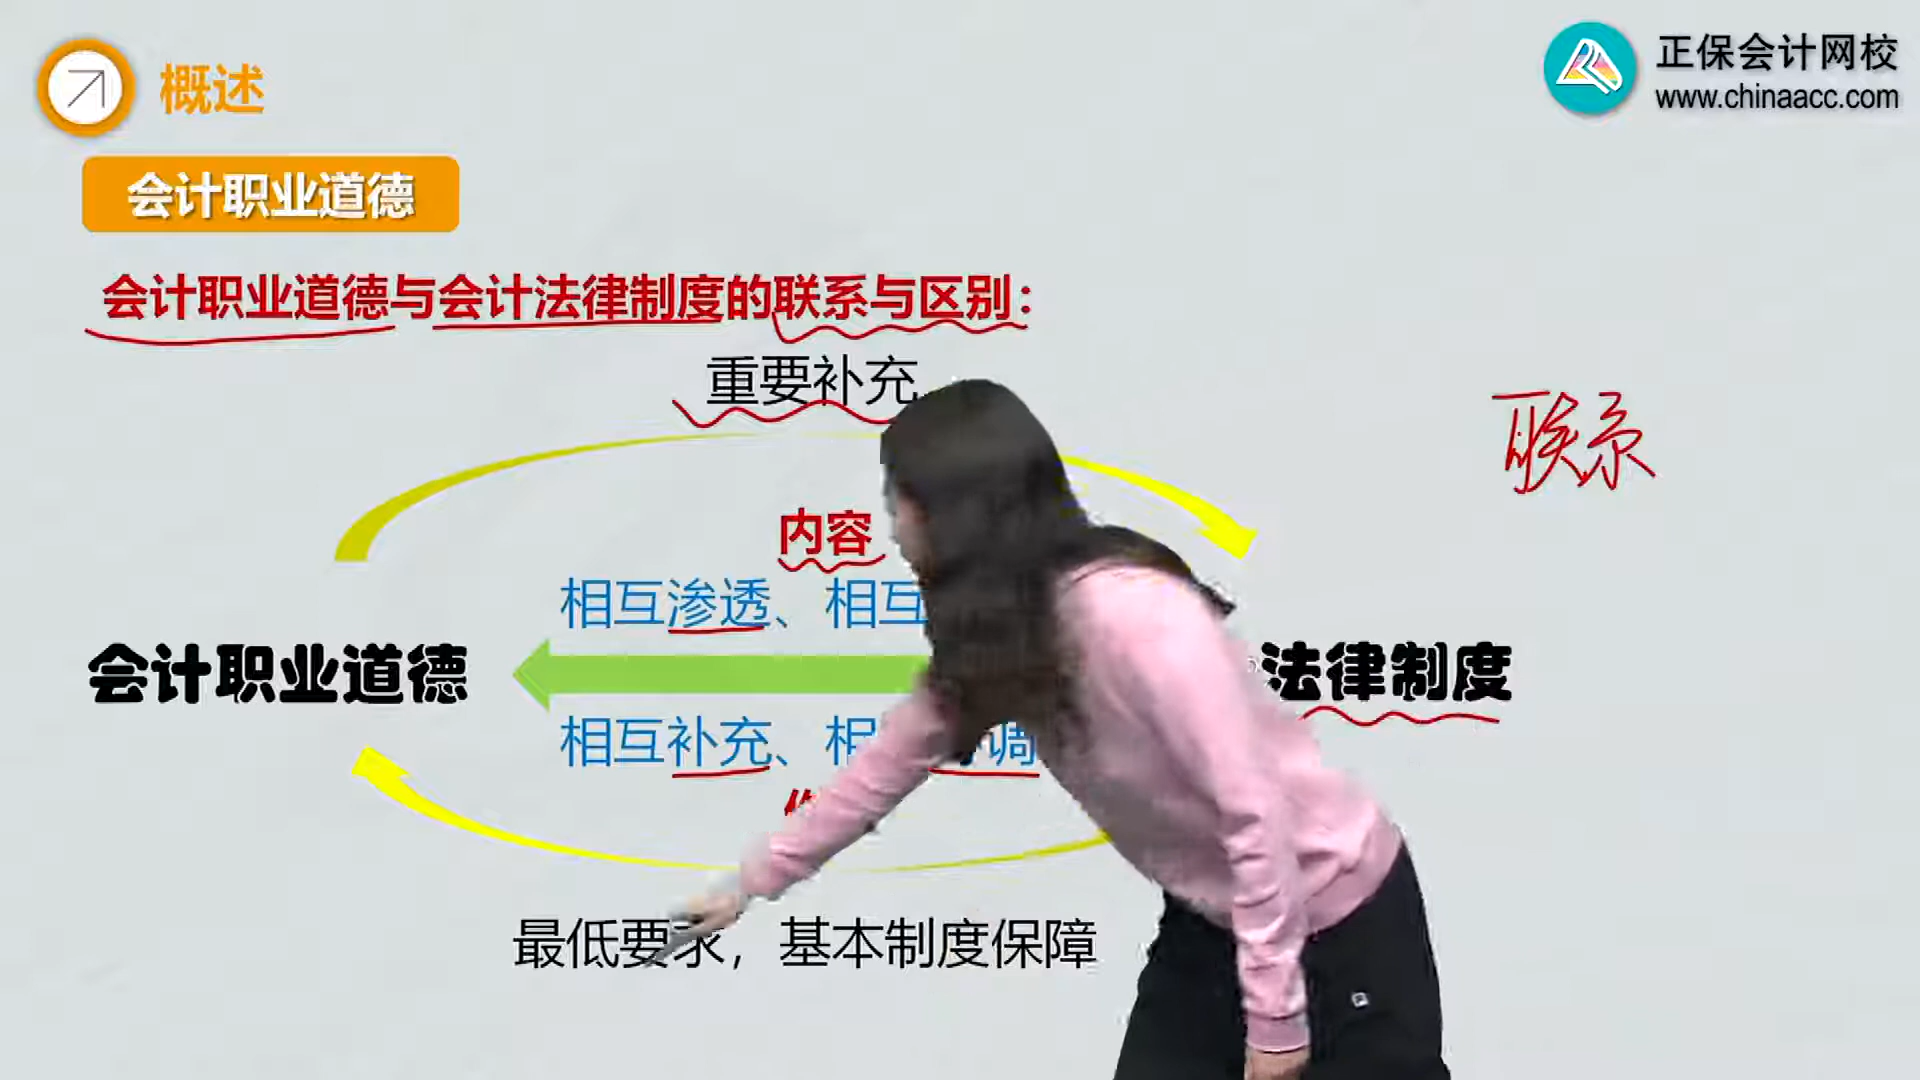 概述
正保会计网校
www.chinaacc.com
会计职业道德
会计职业道德与会计法律制度的联系与区别：
重要补充
联系
内容
相互渗透、相互
会计职业道德
法律制度
相互补充、相 调
最低要求，基本制度保障